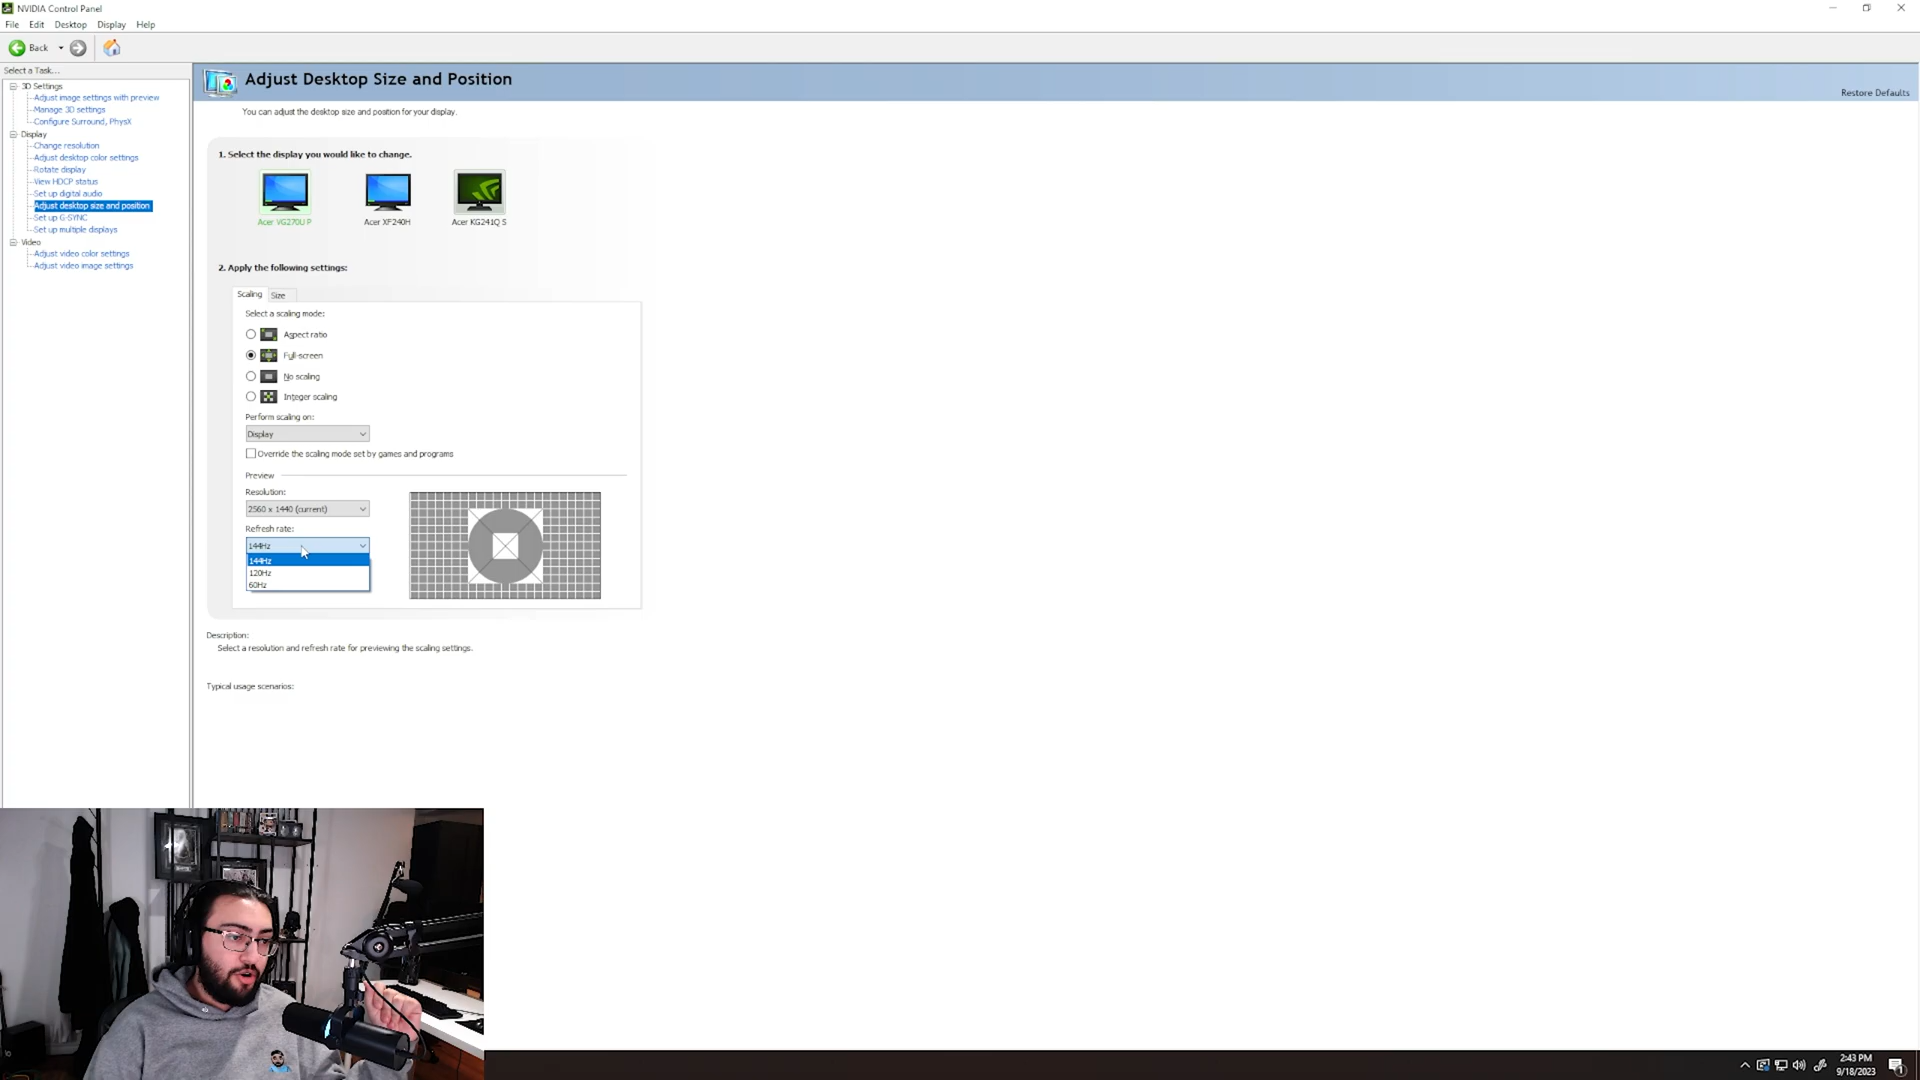 NVIDIA Control Panel
File Edit Desktop Display Help
Back
Select a Task...
3D Settings
Adjust image settings with preview
Manage 3D settings
Configure Surround, PhysX
Display
Change resolution
Adjust desktop color settings
Rotate display
View HDCP status
Set up digital audio
Adjust desktop size and position
Set up G-SYNC
Set up multiple displays
Video
Adjust video color settings
Adjust video image settings
Adjust Desktop Size and Position
Restore Defaults
You can adjust the desktop size and position for your display.
1. Select the display you would like to change.
Acer VG270U P Acer XF240H Acer KG241Q S
2. Apply the following settings:
Scaling Size
Select a scaling mode:
Aspect ratio
Full-screen
No scaling
Integer scaling
Perform scaling on:
Display
Override the scaling mode set by games and programs
Preview
Resolution:
2560 x 1440 (current)
Refresh rate:
144Hz
144Hz
120Hz
60Hz
Description:
Select a resolution and refresh rate for previewing the scaling settings.
Typical usage scenarios:
2:43 PM
9/18/2023
1